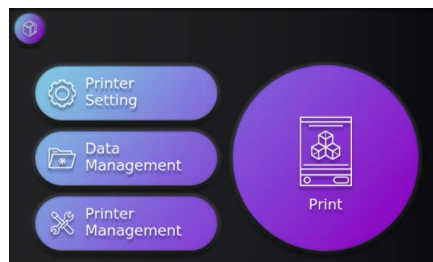 Printer
Setting
Data
Management
Printer
Management
Print